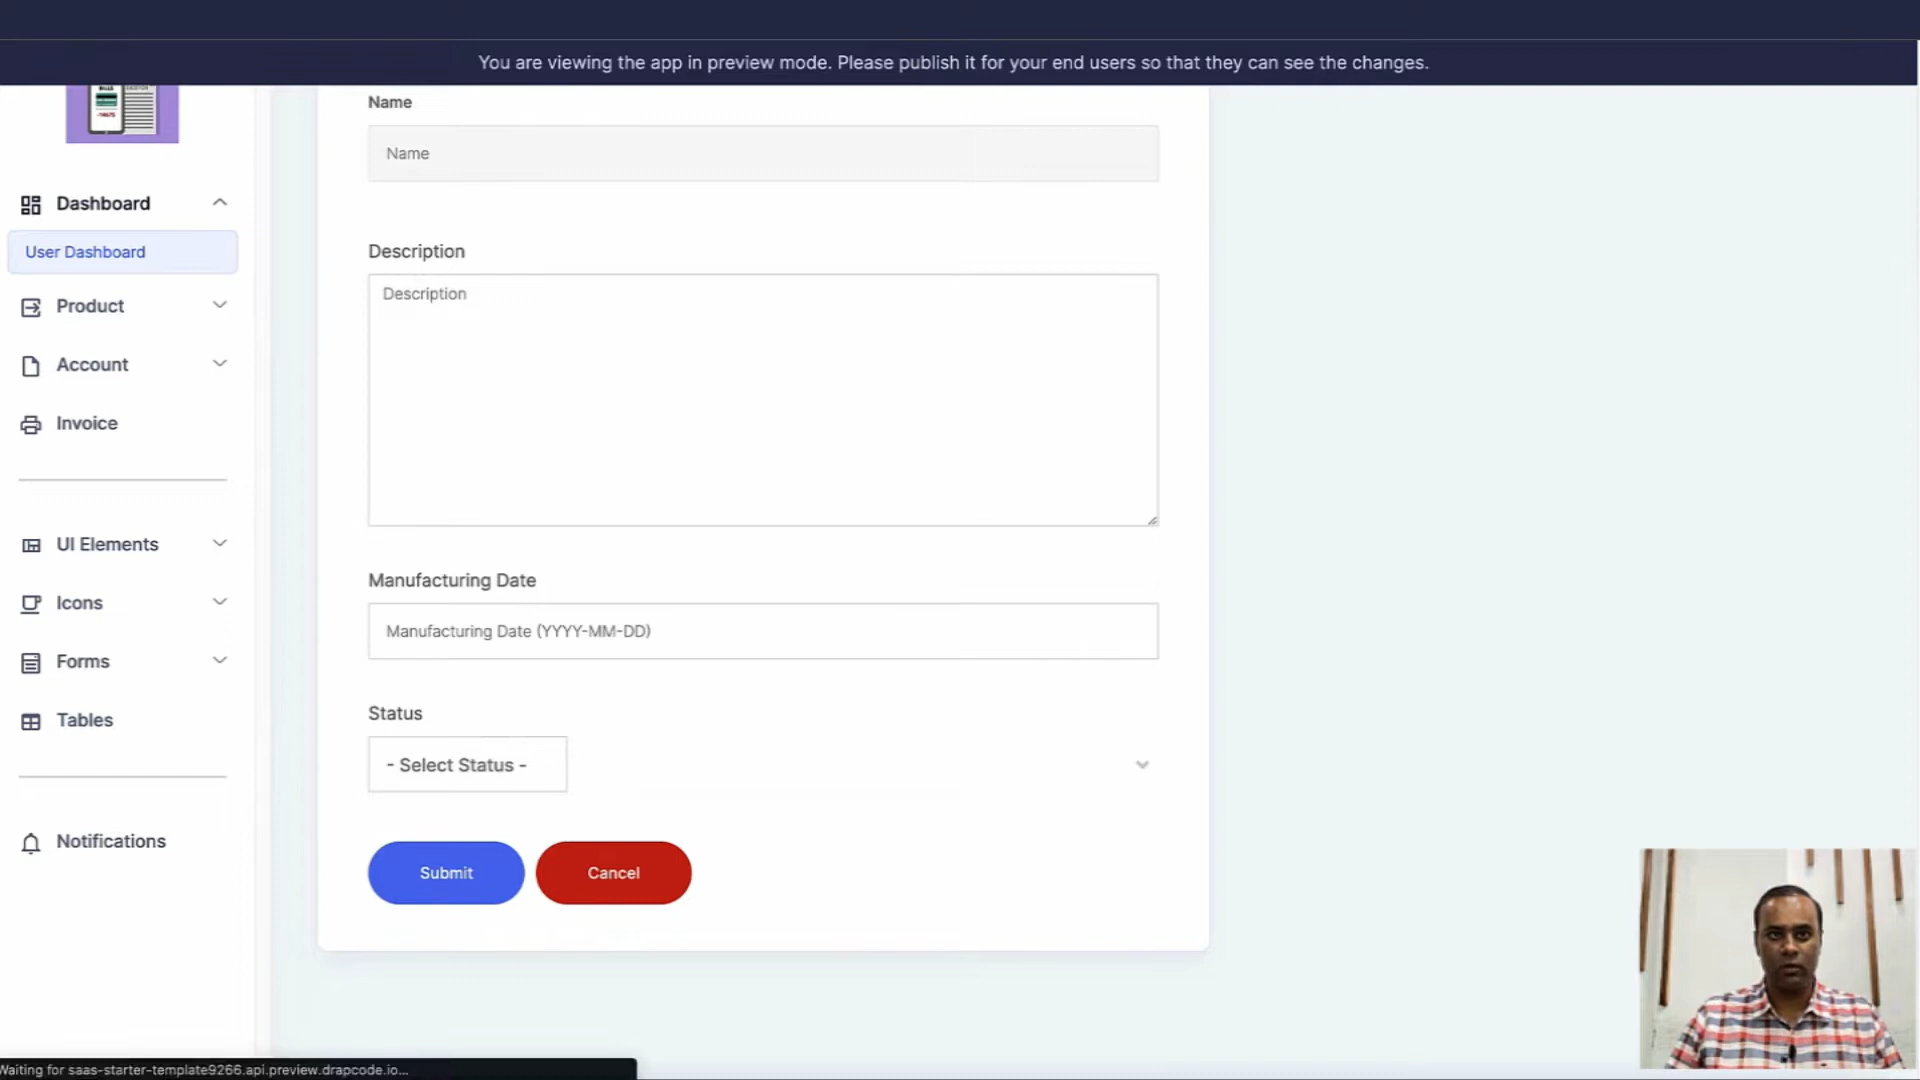 You are viewing the app in preview mode. Please publish it for your end users so that they can see the changes.
Dashboard
User Dashboard
Product
Account
Invoice
UI Elements
Icons
Forms
Tables
Notifications
Name
Name
Description
Description
Manufacturing Date
Manufacturing Date (YYYY-MM-DD)
Status
- Select Status -
Submit
Cancel
Waiting for saas-starter-template9266.api.preview.drapcode.io...